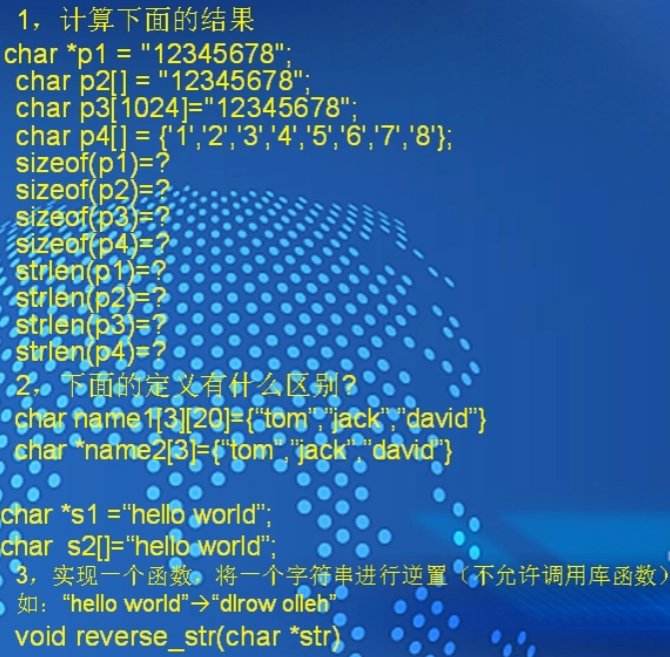 1，计算下面的结果
char *p1 = "12345678";
char p2[] = "12345678";
char p3[1024]="12345678";
char p4[] = {'1','2','3','4','5','6','7','8'};
sizeof(p1)=?
sizeof(p2)=?
sizeof(p3)=?
sizeof(p4)=?
strlen(p1)=?
strlen(p2)=?
strlen(p3)=?
strlen(p4)=?
2，下面的定义有什么区别?
char name1[3][20]={“tom”,”jack”,”david”}
char *name2[3]={“tom”,”jack”,”david”}
char *s1 =“hello world”;
char s2[]=“hello world”;
3，实现一个函数，将一个字符串进行逆置（不允许调用库函数）
如：“hello world”→“dlrow olleh”
void reverse_str(char *str)